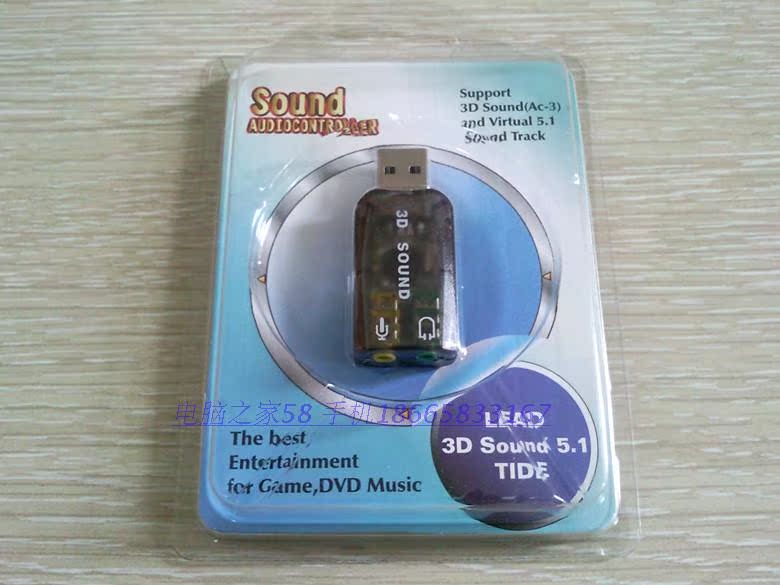 Sound
AUDIOCONTROLLER
Support
3D Sound(Ac-3)
and Virtual 5.1
Sound Track
3D SOUND
电脑之家58 手机18665833167
LEAD
3D Sound 5.1
TIDE
The best
Entertainment
for Game,DVD Music